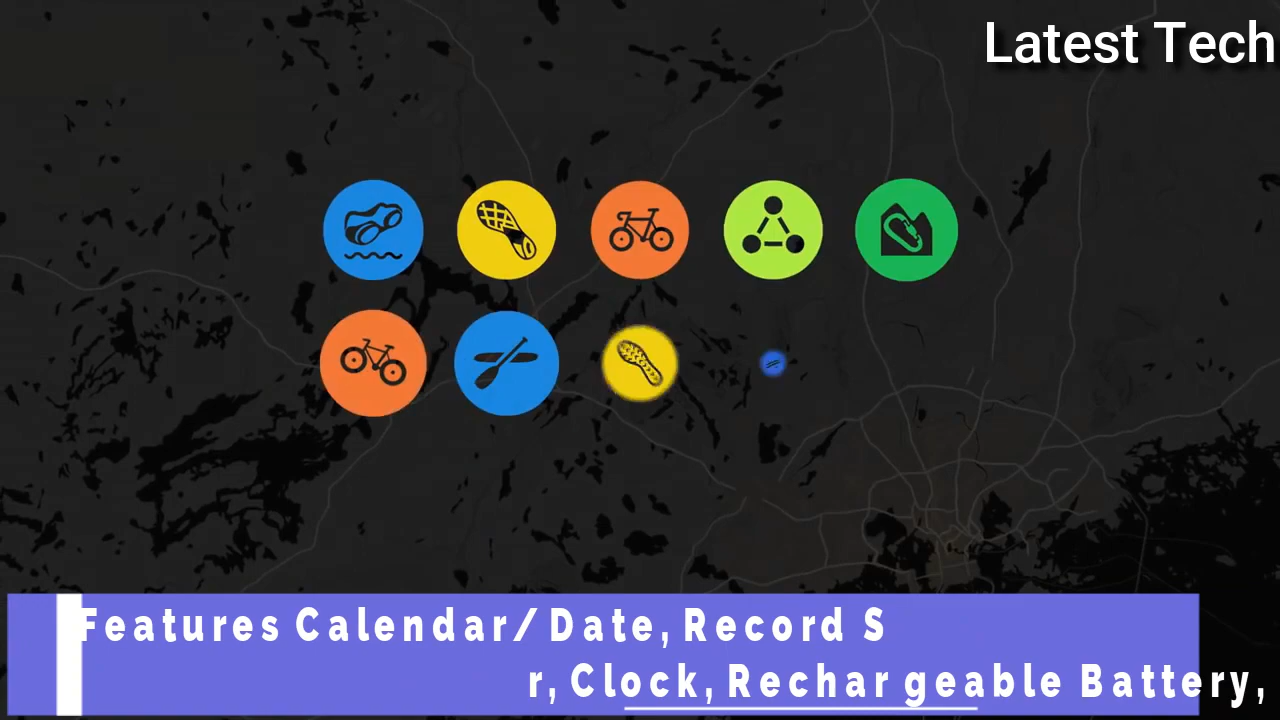 Latest Tech
Features Calendar/Date, Record S
r, Clock, Rechargeable Battery,